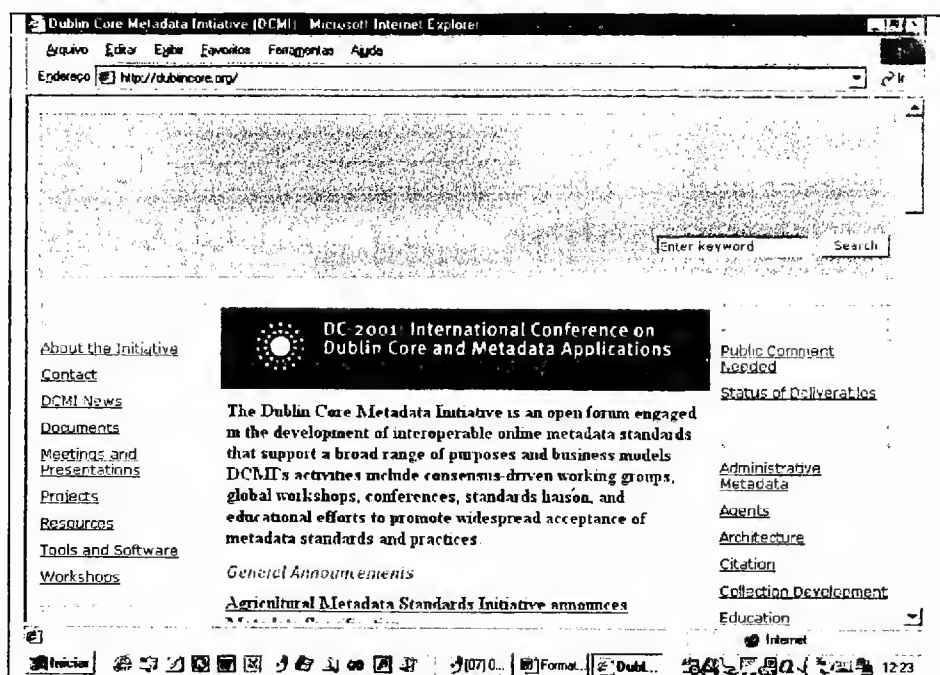 Dublin Core Metadata Initiative (DCMI) Microsoft Internet Explorer
Arquivo Editar Exibir Favoritos Ferramentas Ajuda
Endereço http://dublincore.org/ Ir
Enter keyword Search
About the Initiative
Contact
DCMI News
Documents
Meetings and
Presentations
Projects
Resources
Tools and Software
Workshops
DC-2001: International Conference on
Dublin Core and Metadata Applications
The Dublin Core Metadata Initiative is an open forum engaged
in the development of interoperable online metadata standards
that support a broad range of purposes and business models
DCMI's activities include consensus-driven working groups,
global workshops, conferences, standards liaison, and
educational efforts to promote widespread acceptance of
metadata standards and practices.
General Announcements
Agricultural Metadata Standards Initiative announces
Public Comment
Needed
Status of Deliverables
Administrative
Metadata
Agents
Architecture
Citation
Collection Development
Education
Internet
Iniciar [07] 0... Format... Dubl... 12:23